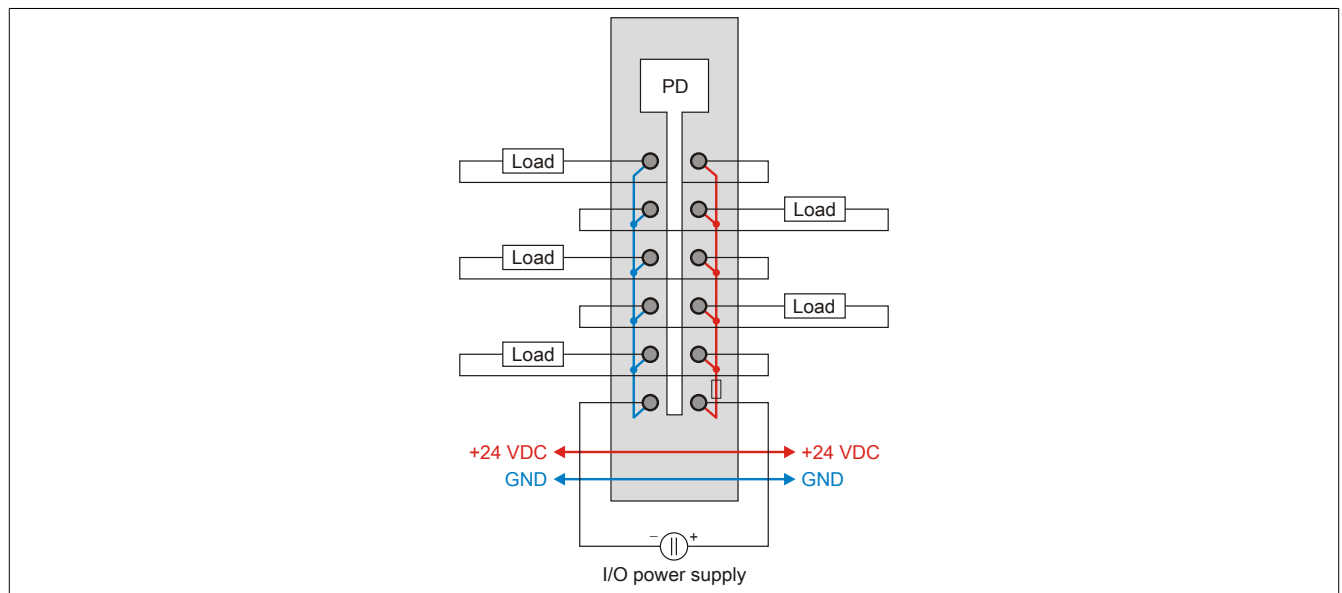 PD
Load
Load
Load
Load
Load
+24 VDC +24 VDC
GND GND
− +
I/O power supply